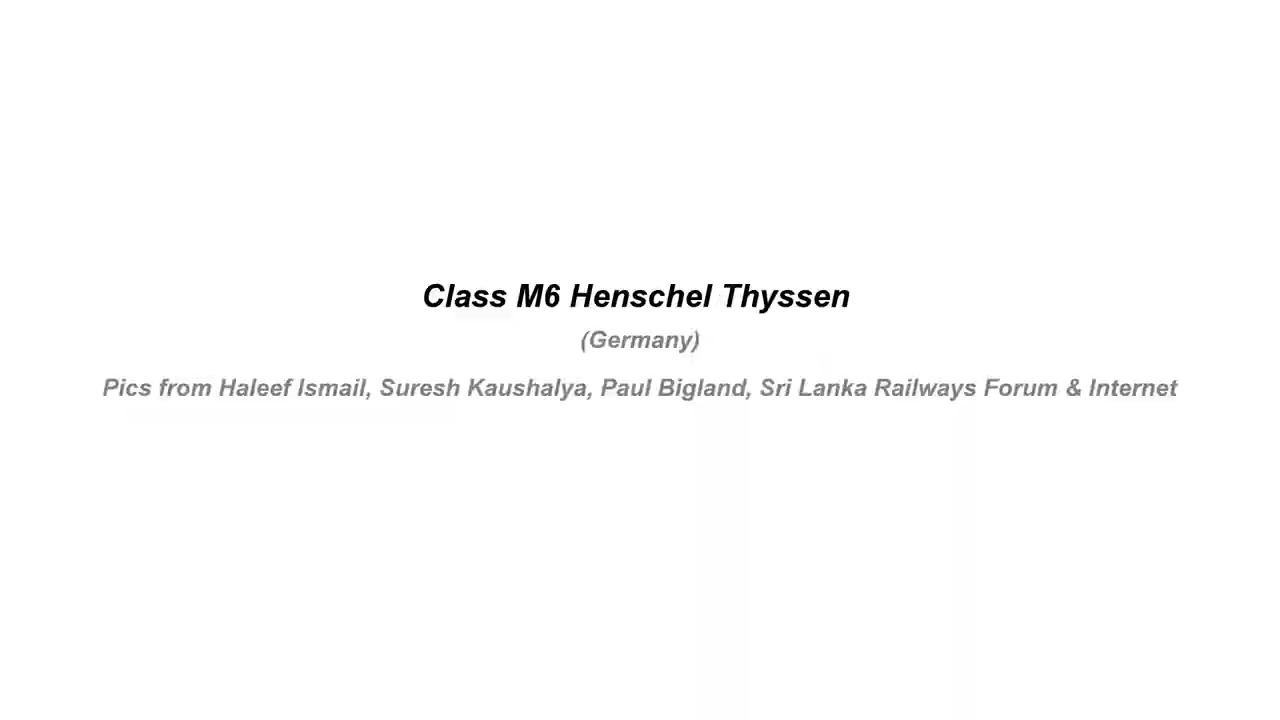 Class M6 Henschel Thyssen
(Germany)
Pics from Haleef Ismail, Suresh Kaushalya, Paul Bigland, Sri Lanka Railways Forum & Internet